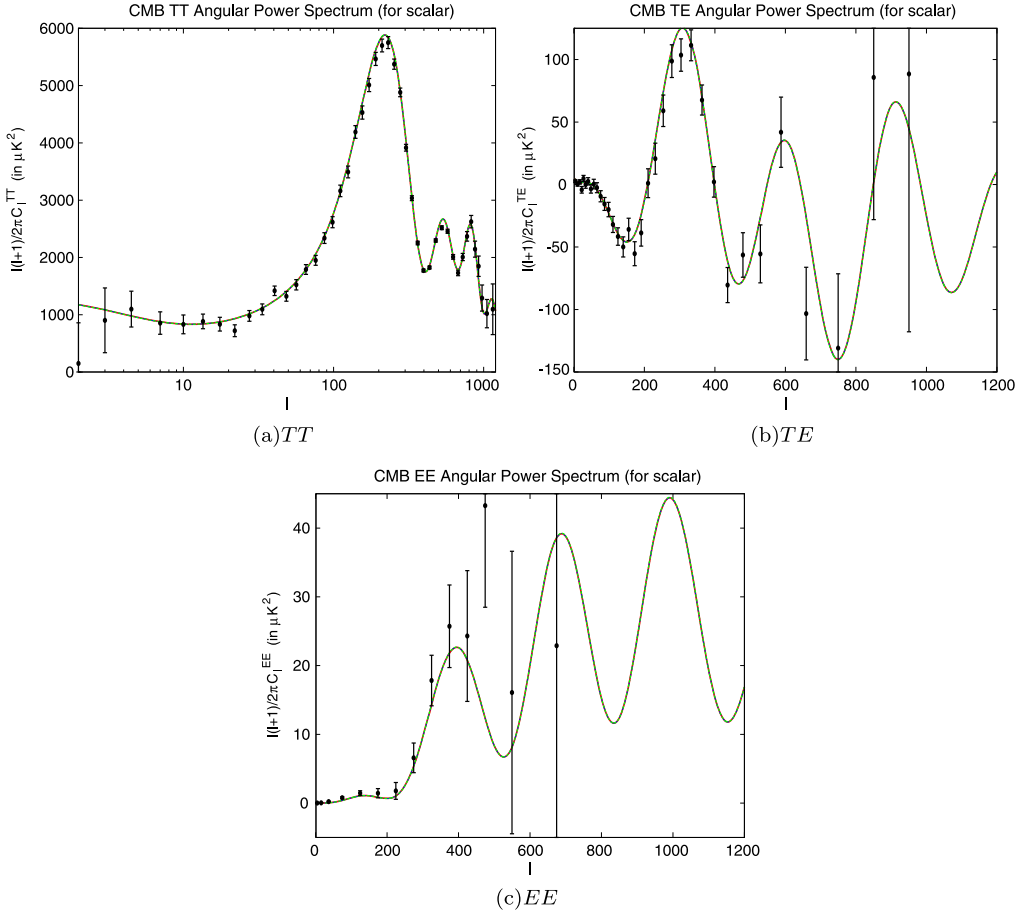 CMB TT Angular Power Spectrum (for scalar)
l(l+1)/2πC_l^TT (in μK²)
6000
5000
4000
3000
2000
1000
0
10
100
1000
l
(a)TT
CMB TE Angular Power Spectrum (for scalar)
l(l+1)/2πC_l^TE (in μK²)
100
50
0
-50
-100
-150
0
200
400
600
800
1000
1200
l
(b)TE
CMB EE Angular Power Spectrum (for scalar)
l(l+1)/2πC_l^EE (in μK²)
40
30
20
10
0
0
200
400
600
800
1000
1200
l
(c)EE